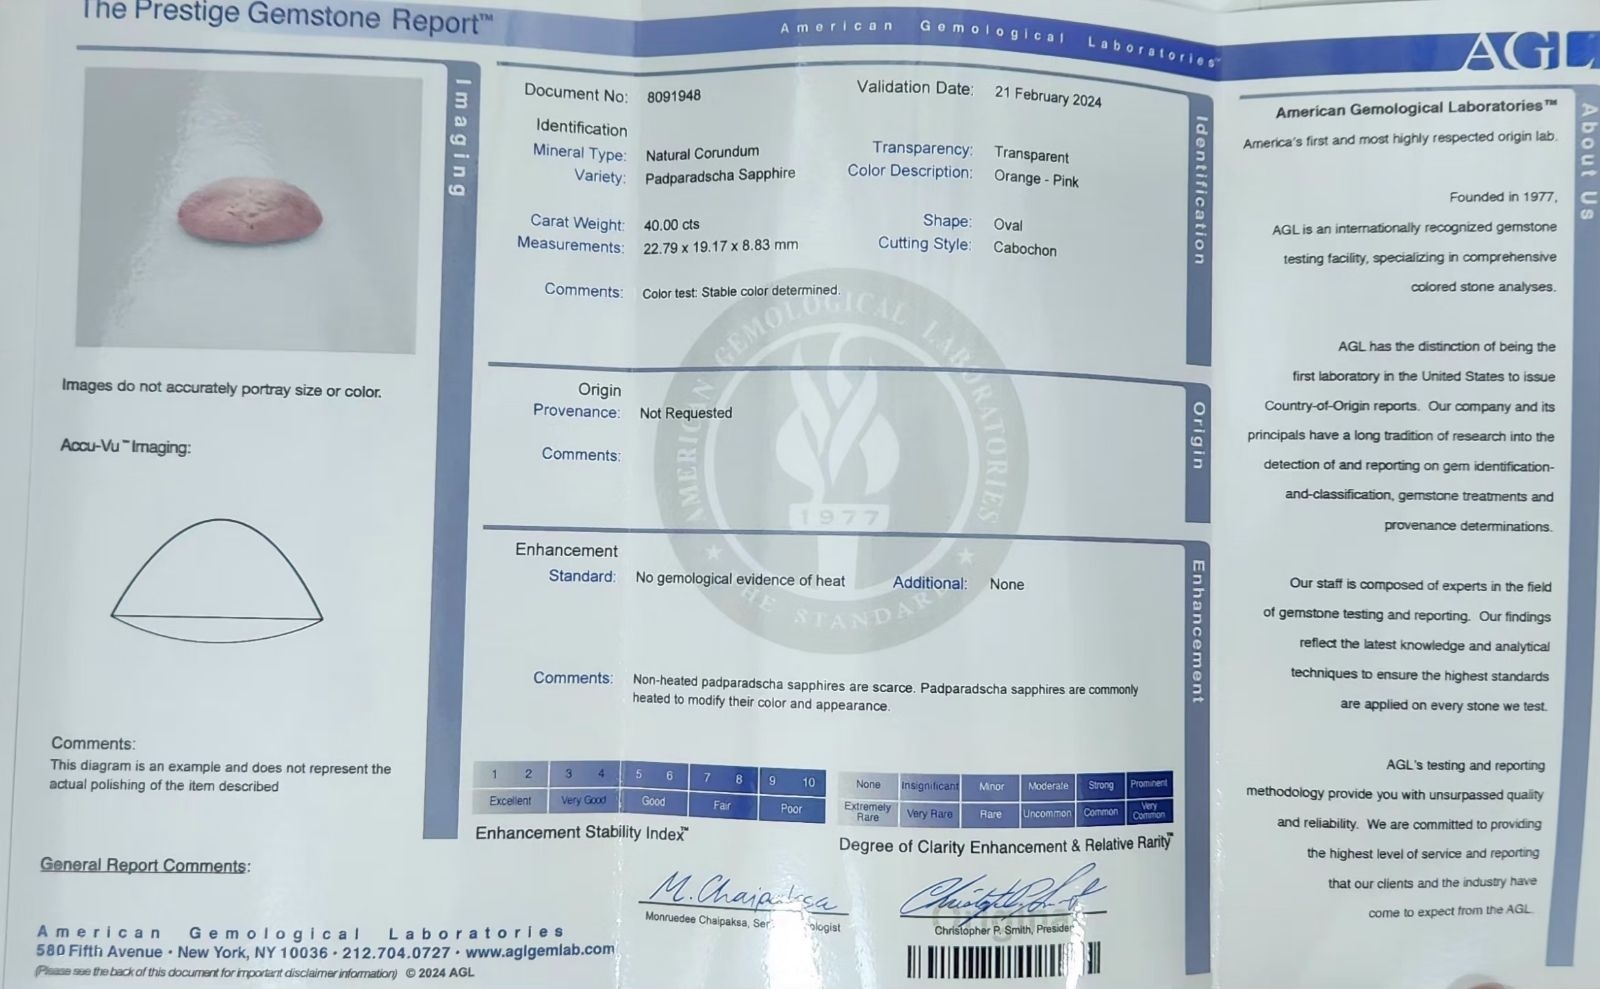 The Prestige Gemstone Report™
American Gemological Laboratories™
AGL
Imaging
Images do not accurately portray size or color.
Accu-Vu™ Imaging:
Comments:
This diagram is an example and does not represent the
actual polishing of the item described
General Report Comments:
American Gemological Laboratories
580 Fifth Avenue • New York, NY 10036 • 212.704.0727 • www.aglgemlab.com
(Please see the back of this document for important disclaimer information) © 2024 AGL
Document No: 8091948
Validation Date: 21 February 2024
Identification
Identification
Mineral Type: Natural Corundum
Transparency: Transparent
Variety: Padparadscha Sapphire
Color Description: Orange - Pink
Carat Weight: 40.00 cts
Shape: Oval
Measurements: 22.79 x 19.17 x 8.83 mm
Cutting Style: Cabochon
Comments: Color test: Stable color determined.
AMERICAN GEMOLOGICAL LABORATORIES
1977
THE STANDARD
Origin
Origin
Provenance: Not Requested
Comments:
Enhancement
Enhancement
Standard: No gemological evidence of heat
Additional: None
Comments: Non-heated padparadscha sapphires are scarce. Padparadscha sapphires are commonly
heated to modify their color and appearance.
1 2 3 4 5 6 7 8 9 10
Excellent Very Good Good Fair Poor
Enhancement Stability Index™
None Insignificant Minor Moderate Strong Prominent
Extremely Rare Very Rare Rare Uncommon Common Very Common
Degree of Clarity Enhancement & Relative Rarity™
M. Chaipaksa
Monruedee Chaipaksa,
Original
Christopher P. Smith, President
About Us
American Gemological Laboratories™
America's first and most highly respected origin lab.
Founded in 1977,
AGL is an internationally recognized gemstone
testing facility, specializing in comprehensive
colored stone analyses.
AGL has the distinction of being the
first laboratory in the United States to issue
Country-of-Origin reports. Our company and its
principals have a long tradition of research into the
detection of and reporting on gem identification-
and-classification, gemstone treatments and
provenance determinations.
Our staff is composed of experts in the field
of gemstone testing and reporting. Our findings
reflect the latest knowledge and analytical
techniques to ensure the highest standards
are applied on every stone we test.
AGL's testing and reporting
methodology provide you with unsurpassed quality
and reliability. We are committed to providing
the highest level of service and reporting
that our clients and the industry have
come to expect from the AGL.